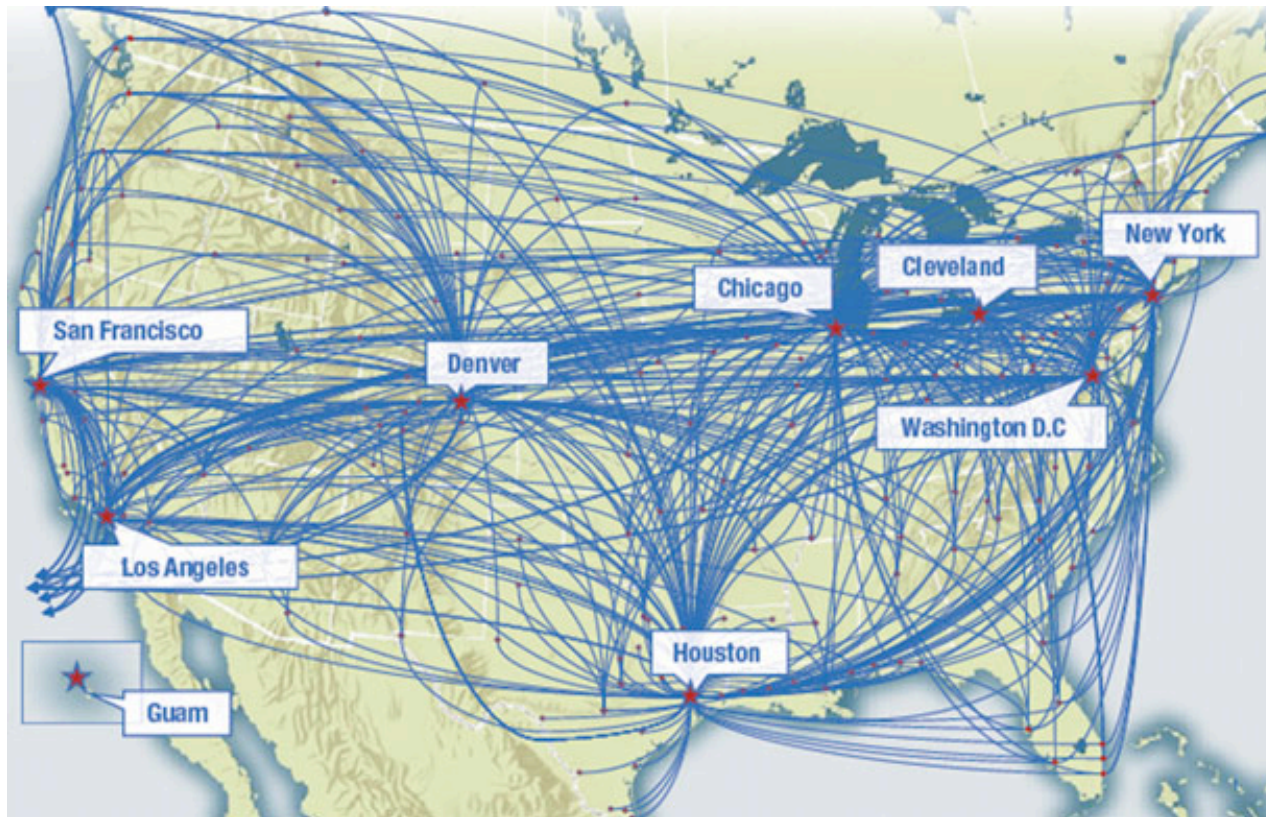 New York
Cleveland
Chicago
San Francisco
Denver
Washington D.C
Los Angeles
Houston
Guam